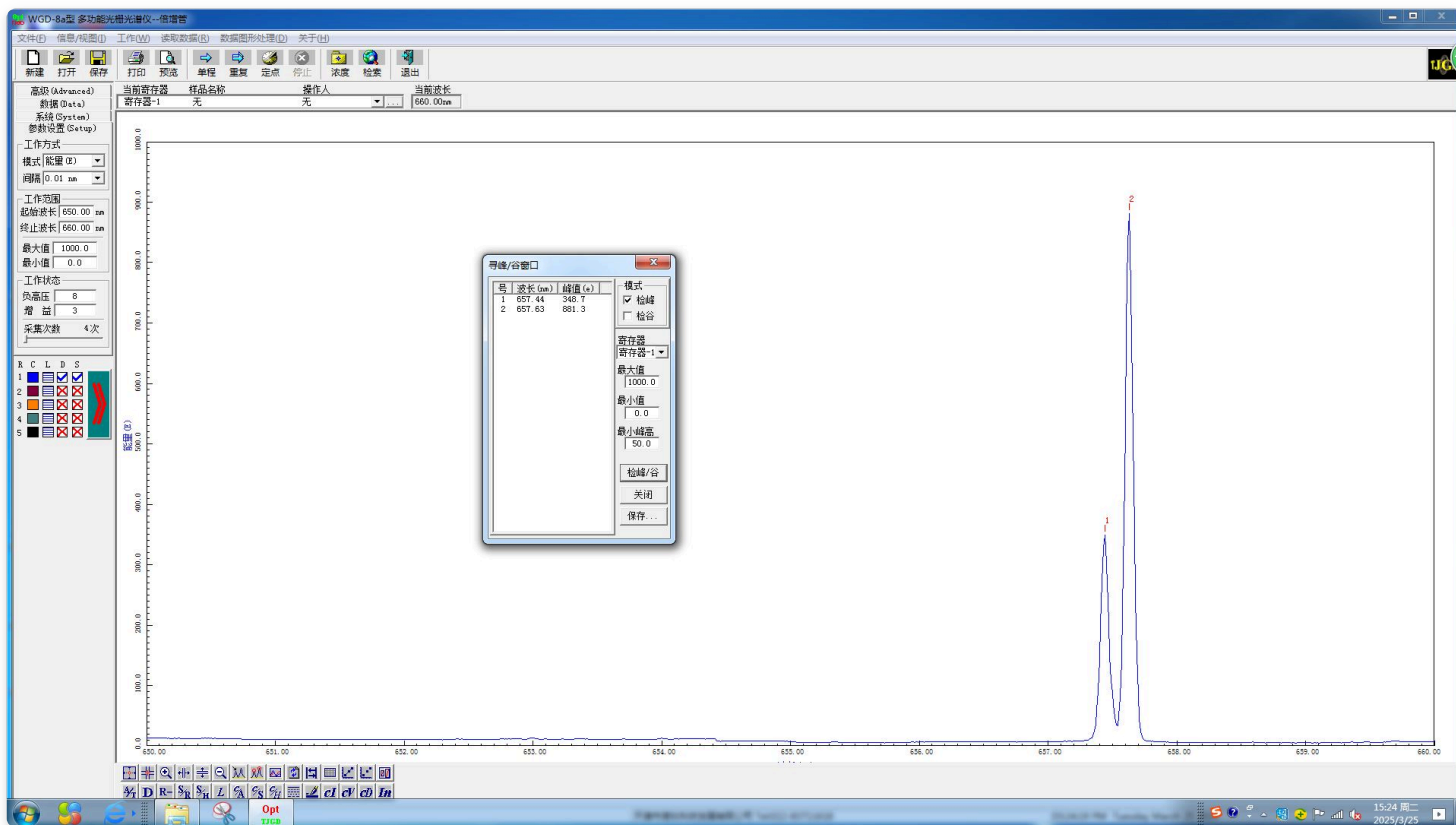 WGD-8a型 多功能光栅光谱仪--倍增管
文件(F) 信息/视图(I) 工作(W) 读取数据(R) 数据图形处理(D) 关于(H)
新建 打开 保存 打印 预览 单程 重复 定点 停止 浓度 检索 退出
高级(Advanced)
数据(Data)
系统(System)
参数设置(Setup)
当前寄存器 样品名称 操作人 当前波长
寄存器-1 无 无 ... 660.00nm
工作方式
模式 能量(E)
间隔 0.01 nm
工作范围
起始波长 650.00 nm
终止波长 660.00 nm
最大值 1000.0
最小值 0.0
工作状态
负高压 8
增 益 3
采集次数 4次
R C L D S
1
2
3
4
5
能量(E)
1000.0
900.0
800.0
700.0
600.0
500.0
400.0
300.0
200.0
100.0
0.0
650.00 651.00 652.00 653.00 654.00 655.00 656.00 657.00 658.00 659.00 660.00
1
2
寻峰/谷窗口
号 波长(nm) 峰值(e)
1 657.44 348.7
2 657.63 881.3
模式
检峰
检谷
寄存器
寄存器-1
最大值
1000.0
最小值
0.0
最小峰高
50.0
检峰/谷
关闭
保存...
Opt
TJGD
15:24 周二
2025/3/25